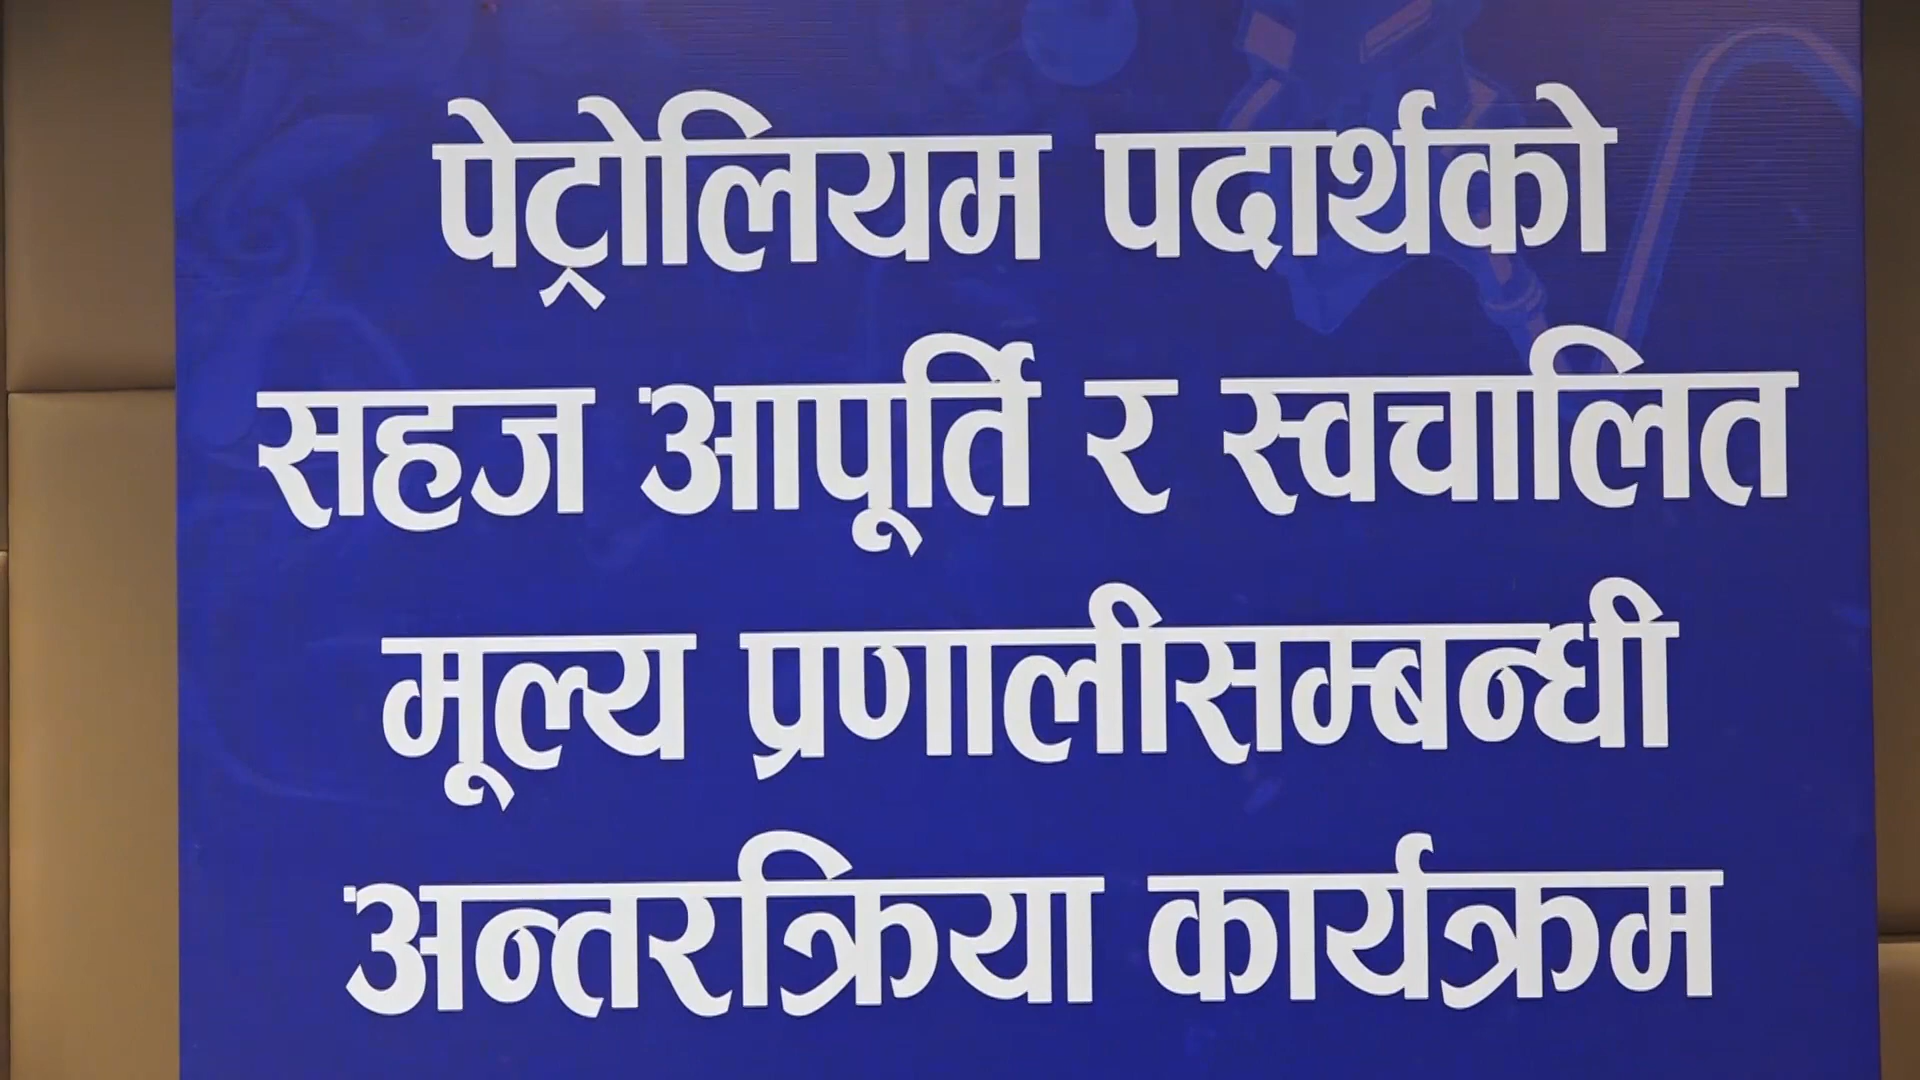 पेट्रोलियम पदार्थको
सहज आपूर्ति र स्वचालित
मूल्य प्रणालीसम्बन्धी
अन्तरक्रिया कार्यक्रम